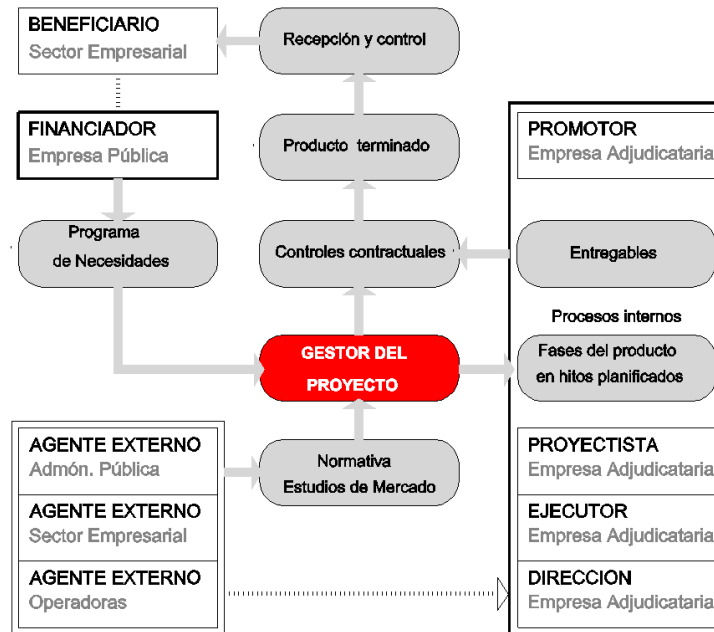 BENEFICIARIO
Sector Empresarial
Recepción y control
FINANCIADOR
Empresa Pública
Producto terminado
PROMOTOR
Empresa Adjudicataria
Programa
de Necesidades
Controles contractuales
Entregables
Procesos internos
GESTOR DEL
PROYECTO
Fases del producto
en hitos planificados
AGENTE EXTERNO
Admón. Pública
Normativa
Estudios de Mercado
PROYECTISTA
Empresa Adjudicataria
AGENTE EXTERNO
Sector Empresarial
EJECUTOR
Empresa Adjudicataria
AGENTE EXTERNO
Operadoras
DIRECCION
Empresa Adjudicataria